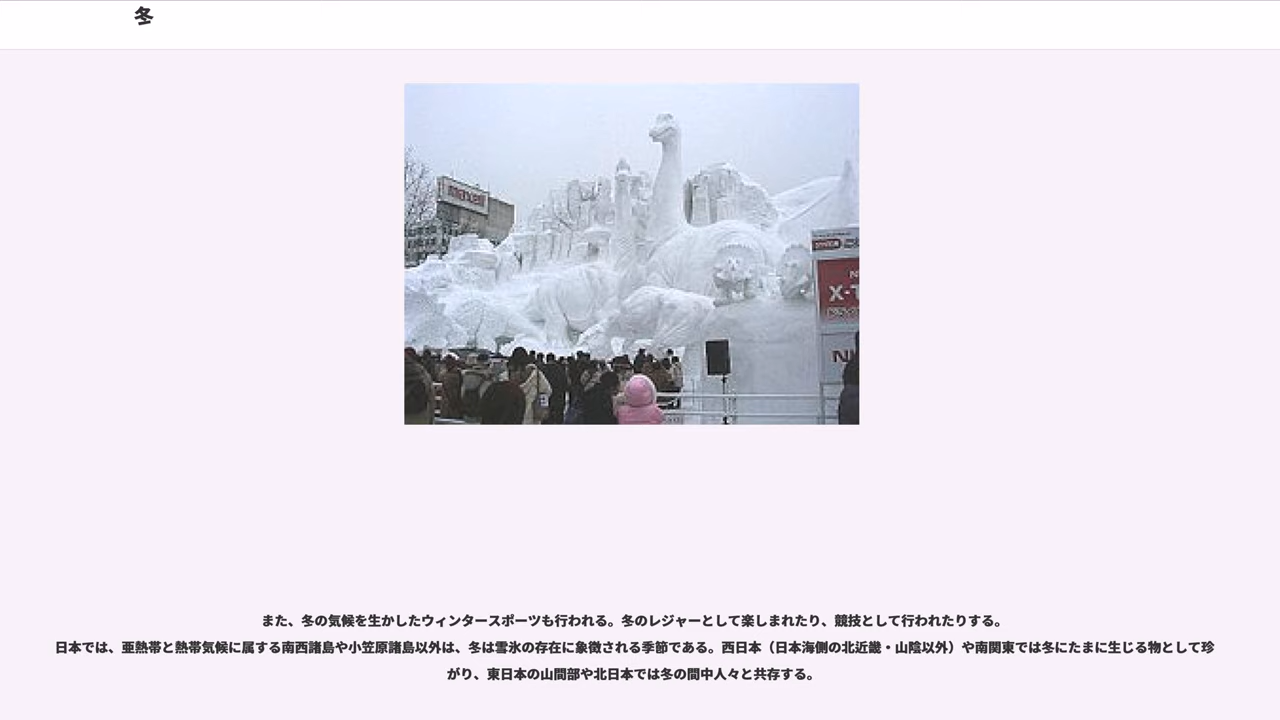 冬
maxell
また、冬の気候を生かしたウィンタースポーツも行われる。冬のレジャーとして楽しまれたり、競技として行われたりする。
日本では、亜熱帯と熱帯気候に属する南西諸島や小笠原諸島以外は、冬は雪氷の存在に象徴される季節である。西日本（日本海側の北近畿・山陰以外）や南関東では冬にたまに生じる物として珍
がり、東日本の山間部や北日本では冬の間中人々と共存する。